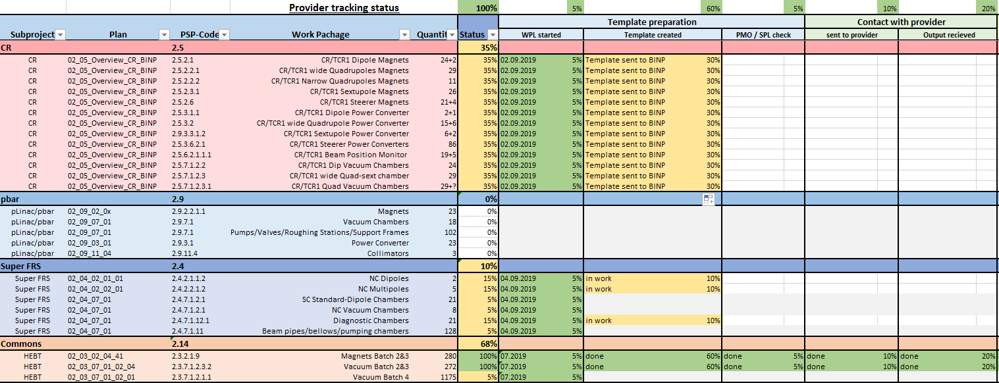 Provider tracking status 100% 5% 60% 5% 10% 20%
Template preparation Contact with provider
Subproject Plan PSP-Code Work Pachage Quantit Status WPL started Template created PMO / SPL check sent to provider Output recieved
CR 2.5 35%
CR 02_05_Overview_CR_BINP 2.5.2.1 CR/TCR1 Dipole Magnets 24+2 35% 02.09.2019 5% Template sent to BINP 30%
CR 02_05_Overview_CR_BINP 2.5.2.2.1 CR/TCR1 wide Quadrupoles Magnets 29 35% 02.09.2019 5% Template sent to BINP 30%
CR 02_05_Overview_CR_BINP 2.5.2.2.2 CR/TCR1 Narrow Quadrupoles Magnets 11 35% 02.09.2019 5% Template sent to BINP 30%
CR 02_05_Overview_CR_BINP 2.5.2.3.1 CR/TCR1 Sextupole Magnets 26 35% 02.09.2019 5% Template sent to BINP 30%
CR 02_05_Overview_CR_BINP 2.5.2.6 CR/TCR1 Steerer Magnets 21+4 35% 02.09.2019 5% Template sent to BINP 30%
CR 02_05_Overview_CR_BINP 2.5.3.1.1 CR/TCR1 Dipole Power Converter 2+1 35% 02.09.2019 5% Template sent to BINP 30%
CR 02_05_Overview_CR_BINP 2.5.3.2 CR/TCR1 wide Quadrupole Power Converter 15+6 35% 02.09.2019 5% Template sent to BINP 30%
CR 02_05_Overview_CR_BINP 2.9.3.3.1.2 CR/TCR1 Sextupole Power Converter 6+2 35% 02.09.2019 5% Template sent to BINP 30%
CR 02_05_Overview_CR_BINP 2.5.3.6.2.1 CR/TCR1 Steerer Power Converters 86 35% 02.09.2019 5% Template sent to BINP 30%
CR 02_05_Overview_CR_BINP 2.5.6.2.1.1.1 CR/TCR1 Beam Position Monitor 19+5 35% 02.09.2019 5% Template sent to BINP 30%
CR 02_05_Overview_CR_BINP 2.5.7.1.2.2 CR/TCR1 Dip Vacuum Chambers 24 35% 02.09.2019 5% Template sent to BINP 30%
CR 02_05_Overview_CR_BINP 2.5.7.1.2.3 CR/TCR1 wide Quad-sext chamber 29 35% 02.09.2019 5% Template sent to BINP 30%
CR 02_05_Overview_CR_BINP 2.5.7.1.2.3.1 CR/TCR1 Quad Vacuum Chambers 29+? 35% 02.09.2019 5% Template sent to BINP 30%
pbar 2.9 0%
pLinac/pbar 02_09_02_0x 2.9.2.2.1.1 Magnets 23 0%
pLinac/pbar 02_09_07_01 2.9.7.1 Vacuum Chambers 18 0%
pLinac/pbar 02_09_07_01 2.9.7.1 Pumps/Valves/Roughing Stations/Support Frames 102 0%
pLinac/pbar 02_09_03_01 2.9.3.1 Power Converter 23 0%
pLinac/pbar 02_09_11_04 2.9.11.4 Collimators 3 0%
Super FRS 2.4 10%
Super FRS 02_04_02_01_01 2.4.2.1.1.2 NC Dipoles 2 15% 04.09.2019 5% in work 10%
Super FRS 02_04_02_02_01 2.4.2.2.1.2 NC Multipoles 5 15% 04.09.2019 5% in work 10%
Super FRS 02_04_07_01 2.4.7.1.2.1 SC Standard-Dipole Chambers 21 5% 04.09.2019 5%
Super FRS 02_04_07_01 2.4.7.1.2.1 NC Vacuum Chambers 8 5% 04.09.2019 5%
Super FRS 02_04_07_01 2.4.7.1.12.1 Diagnostic Chambers 21 15% 04.09.2019 5% in work 10%
Super FRS 02_04_07_01 2.4.7.1.11 Beam pipes/bellows/pumping chambers 128 5% 04.09.2019 5%
Commons 2.14 68%
HEBT 02_03_02_04_41 2.3.2.1.9 Magnets Batch 2&3 280 100% 07.2019 5% done 60% done 5% done 10% done 20%
HEBT 02_03_07_01_02_04 2.3.7.1.2.3.2 Vacuum Batch 2&3 272 100% 07.2019 5% done 60% done 5% done 10% done 20%
HEBT 02_03_07_01_02_01 2.3.7.1.2.1.1 Vacuum Batch 4 1175 5% 07.2019 5%